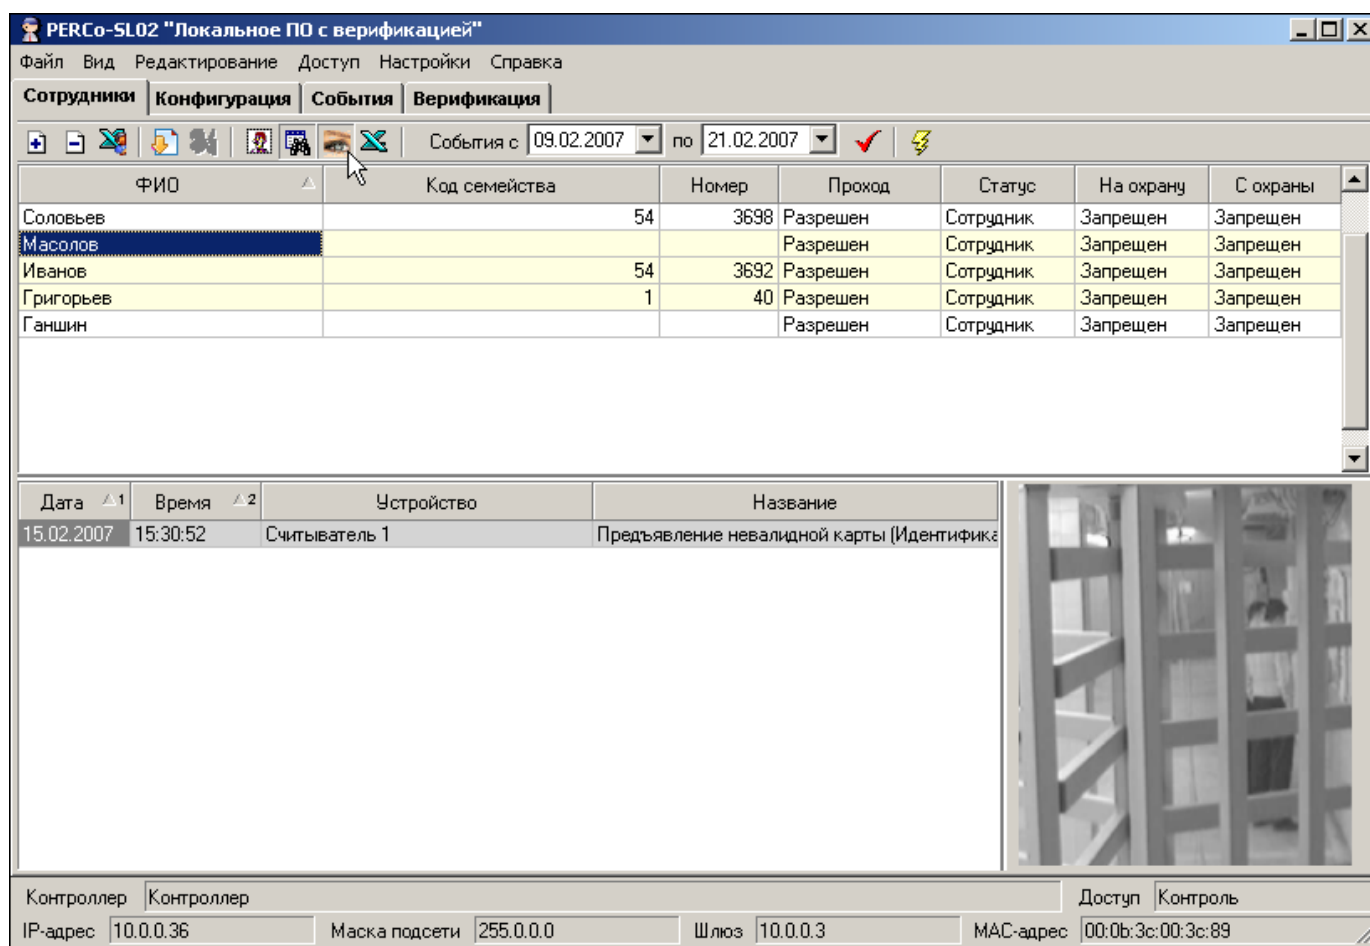 PERCo-SL02 "Локальное ПО с верификацией"
Файл Вид Редактирование Доступ Настройки Справка
Сотрудники Конфигурация События Верификация
События с 09.02.2007 по 21.02.2007
ФИО Код семейства Номер Проход Статус На охрану С охраны
Соловьев 54 3698 Разрешен Сотрудник Запрещен Запрещен
Масолов Разрешен Сотрудник Запрещен Запрещен
Иванов 54 3692 Разрешен Сотрудник Запрещен Запрещен
Григорьев 1 40 Разрешен Сотрудник Запрещен Запрещен
Ганшин Разрешен Сотрудник Запрещен Запрещен
Дата 1 Время 2 Устройство Название
15.02.2007 15:30:52 Считыватель 1 Предъявление невалидной карты (Идентифика
Контроллер Контроллер Доступ Контроль
IP-адрес 10.0.0.36 Маска подсети 255.0.0.0 Шлюз 10.0.0.3 MAC-адрес 00:0b:3c:00:3c:89